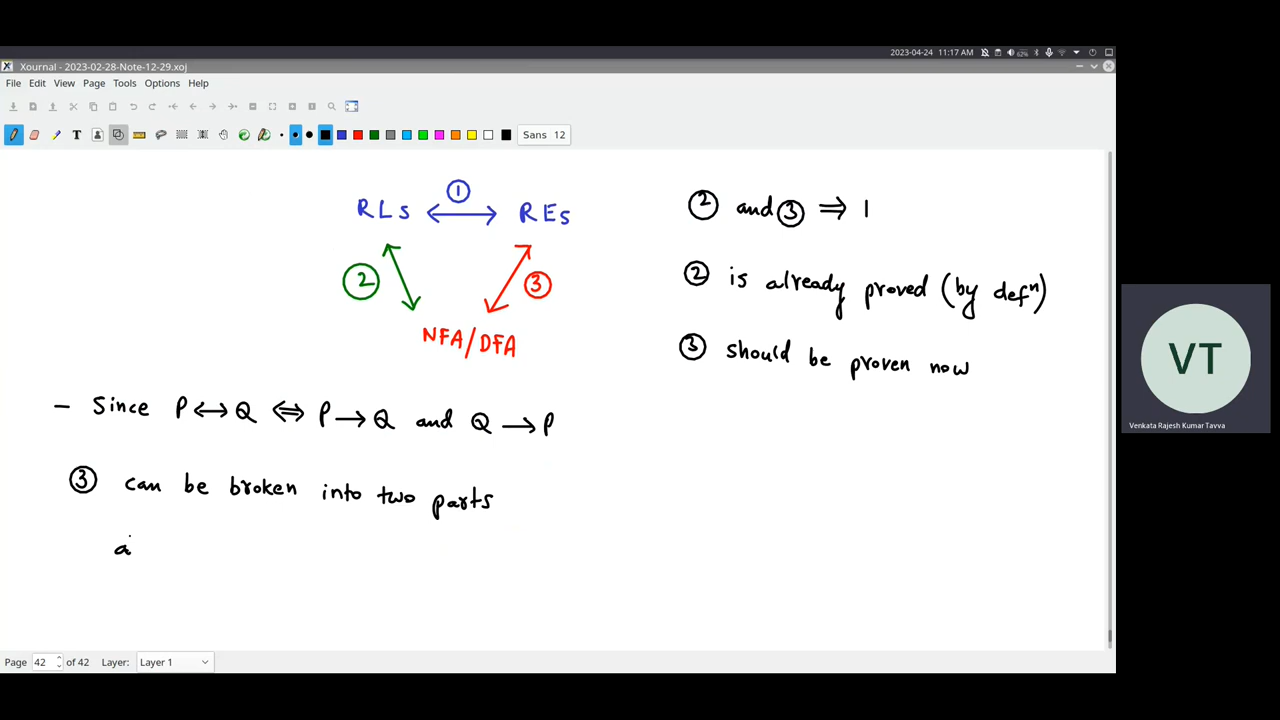 2023-04-24 11:17 AM
Xournal - 2023-02-28-Note-12-29.xoj
File Edit View Page Tools Options Help
Sans 12
RLs ↔ REs
①
②
③
NFA/DFA
② and ③ ⇒ 1
② is already proved (by defⁿ)
③ should be proven now
- Since P ↔ Q ⇔ P → Q and Q → P
③ can be broken into two parts
a
VT
Venkata Rajesh Kumar Tavva
Page 42 of 42 Layer: Layer 1